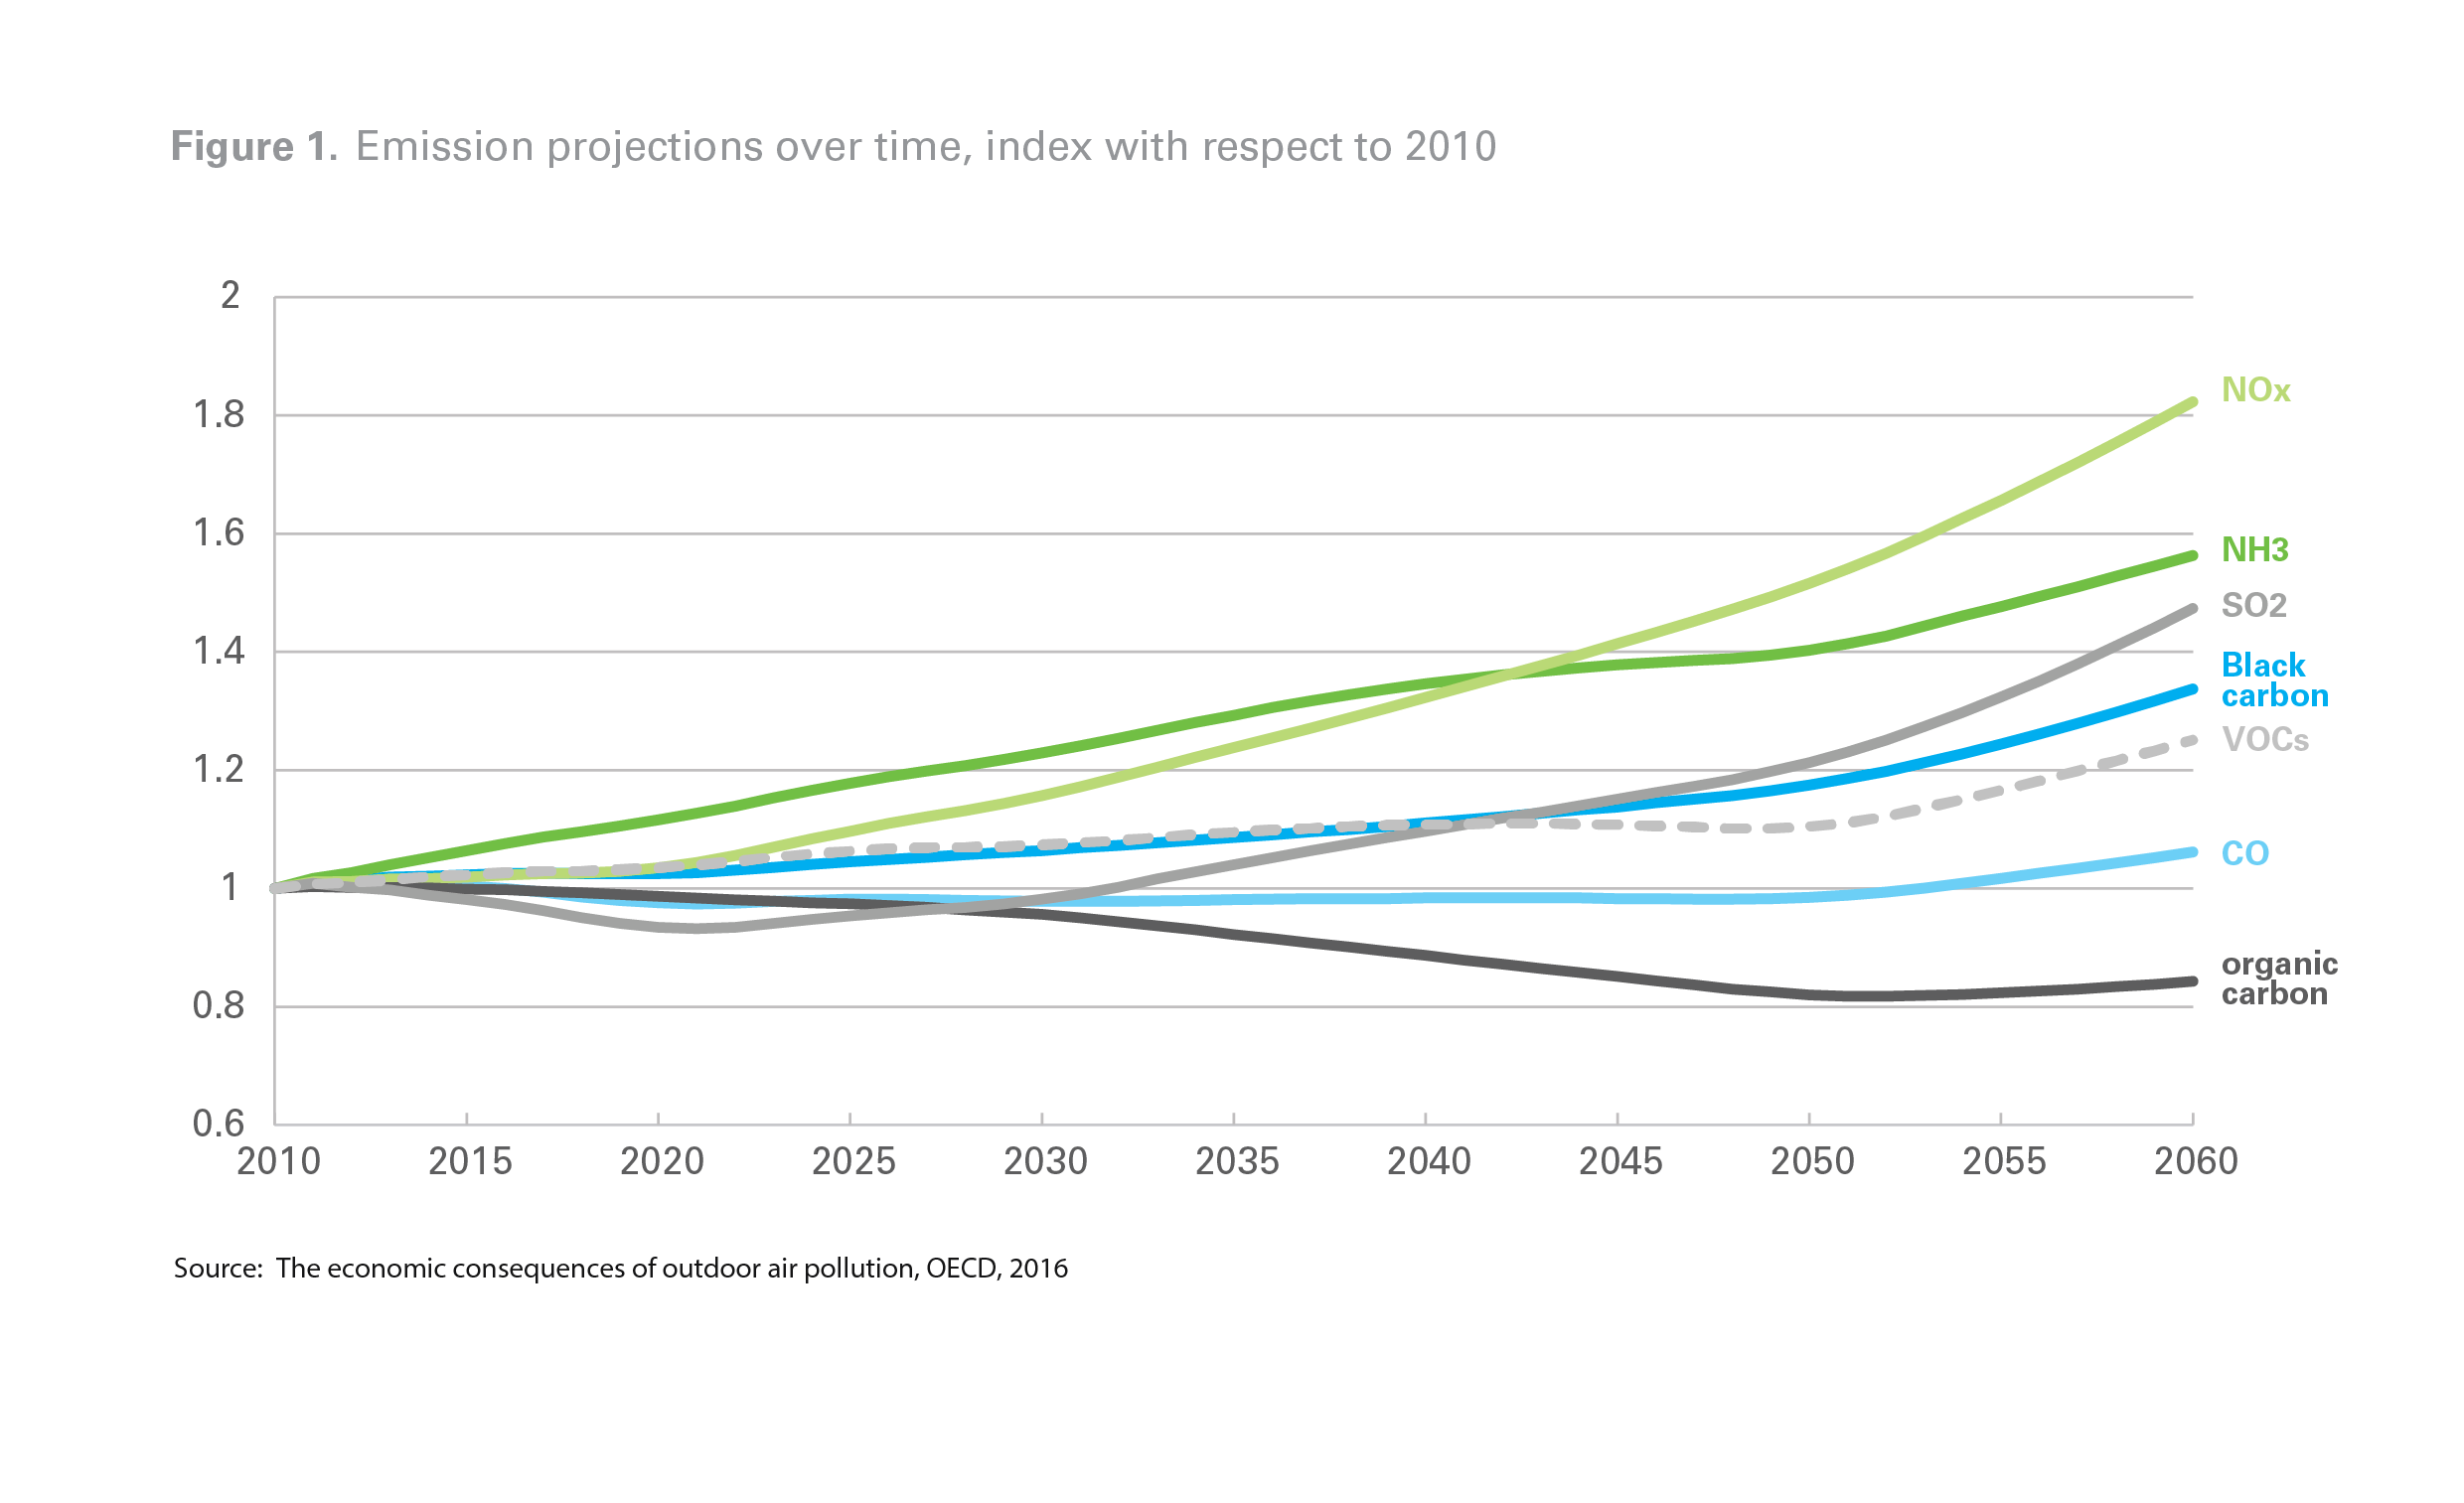 Figure 1. Emission projections over time, index with respect to 2010
2
1.8
1.6
1.4
1.2
1
0.8
0.6
NOx
NH3
SO2
Black
carbon
VOCs
CO
organic
carbon
2010 2015 2020 2025 2030 2035 2040 2045 2050 2055 2060
Source: The economic consequences of outdoor air pollution, OECD, 2016